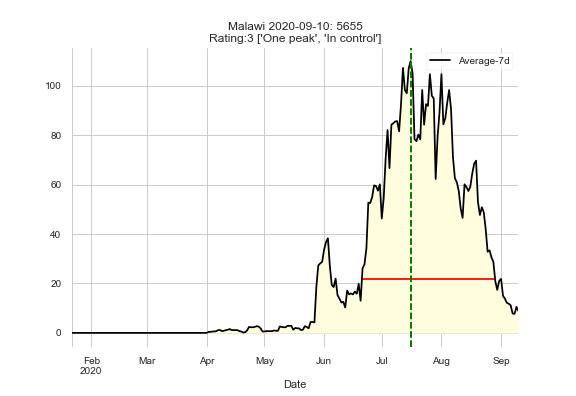 Malawi 2020-09-10: 5655
Rating:3 ['One peak', 'In control']
Average-7d
100
80
60
40
20
0
Feb Mar Apr May Jun Jul Aug Sep
2020
Date